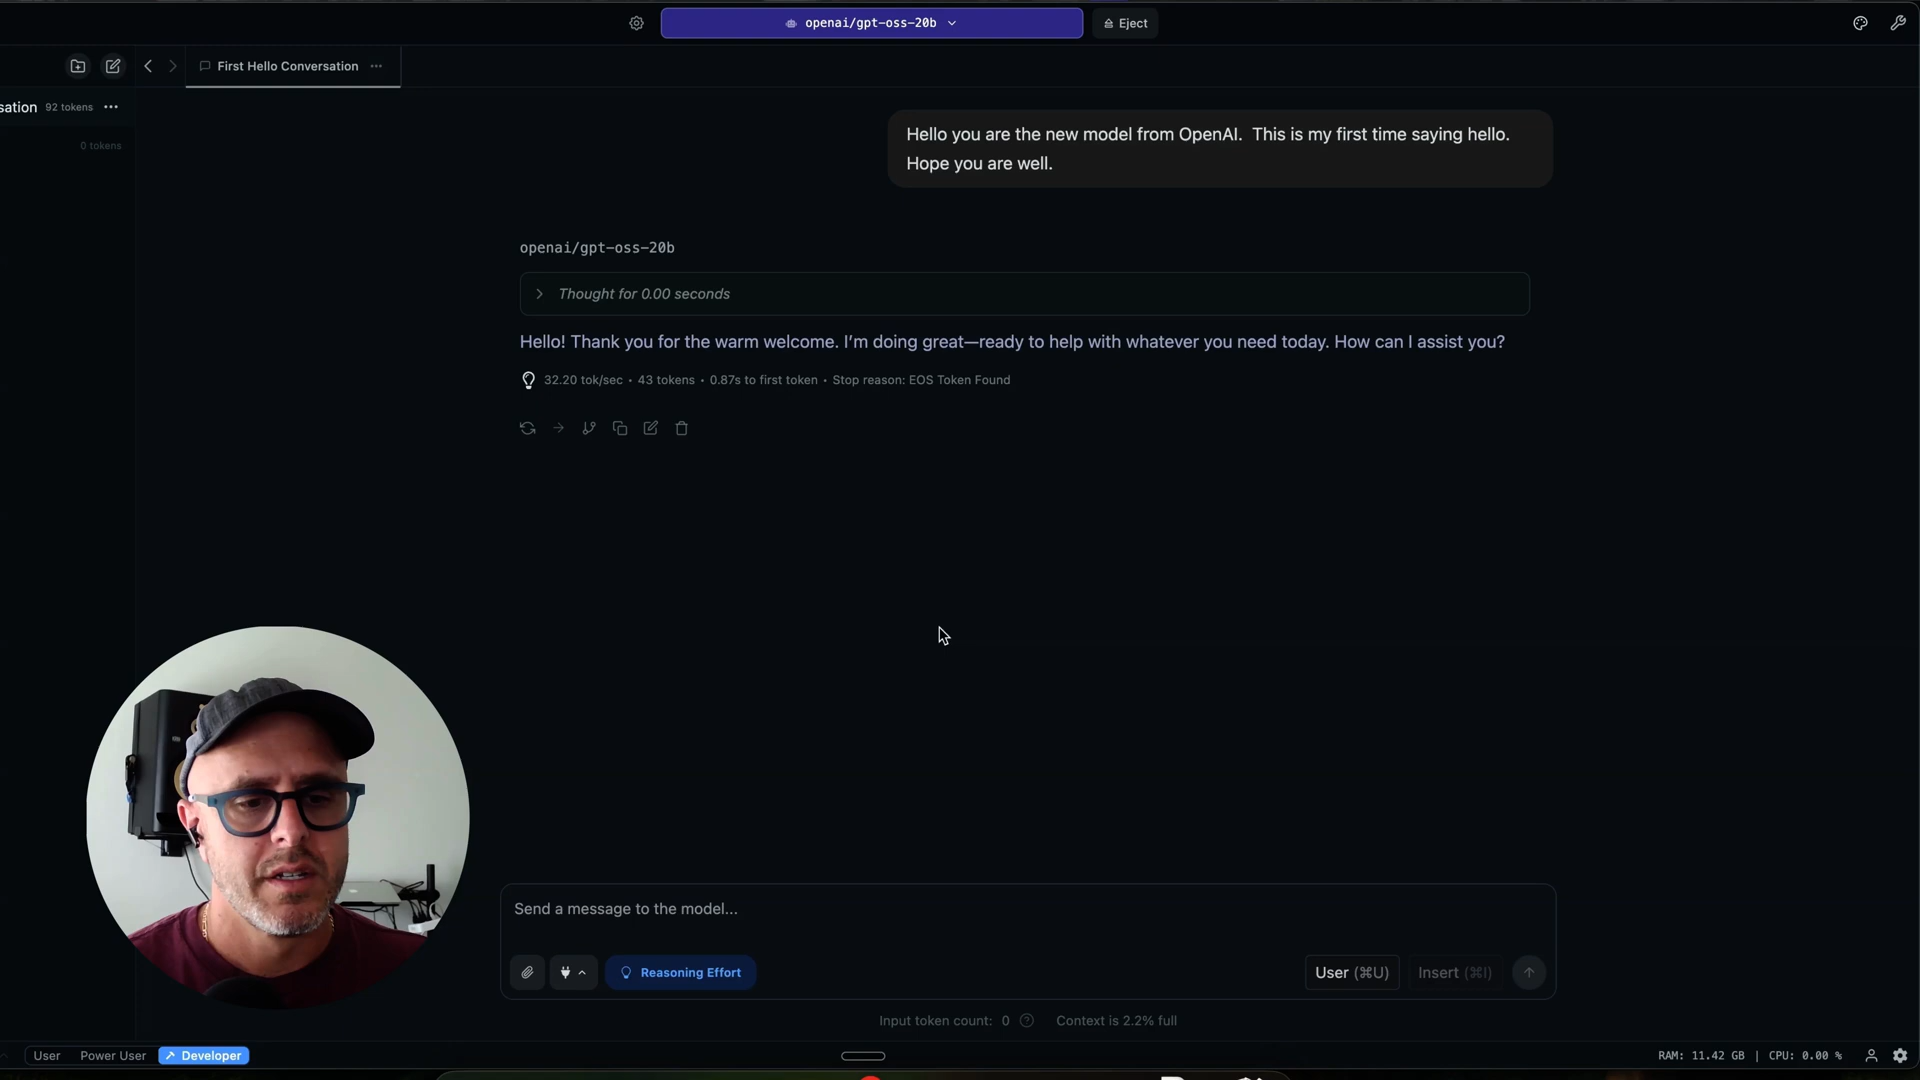 openai/gpt-oss-20b
Eject
First Hello Conversation
sation 92 tokens
0 tokens
Hello you are the new model from OpenAI.  This is my first time saying hello.
Hope you are well.
openai/gpt-oss-20b
Thought for 0.00 seconds
Hello! Thank you for the warm welcome. I’m doing great—ready to help with whatever you need today. How can I assist you?
32.20 tok/sec • 43 tokens • 0.87s to first token • Stop reason: EOS Token Found
Send a message to the model...
Reasoning Effort
User (⌘U)
Insert (⌘I)
Input token count: 0
Context is 2.2% full
User
Power User
Developer
RAM: 11.42 GB | CPU: 0.00 %